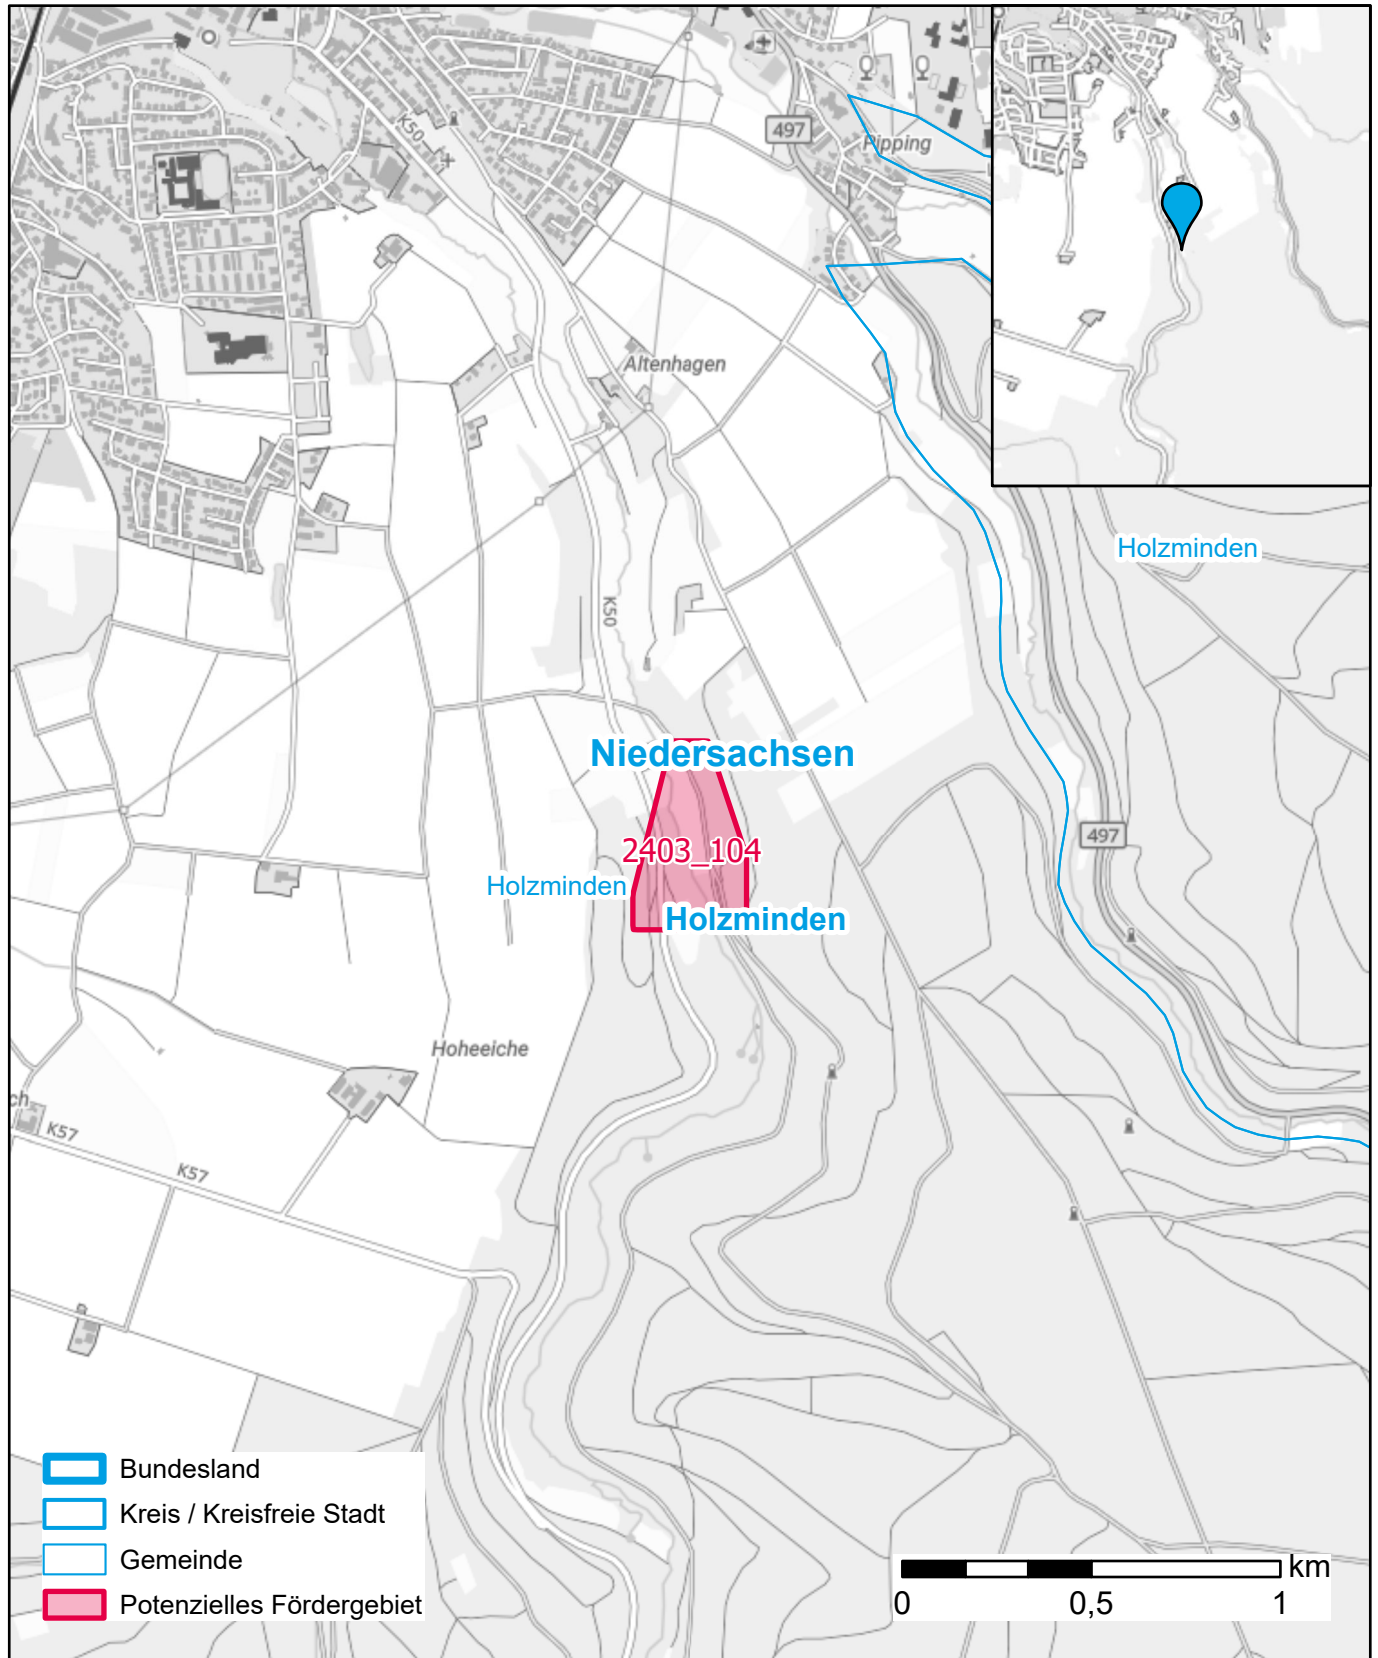 K50
497
Pipping
Altenhagen
Holzminden
K50
Niedersachsen
497
2403_104
Holzminden
Holzminden
Hoheeiche
ch
K57
K57
Bundesland
Kreis / Kreisfreie Stadt
Gemeinde
Potenzielles Fördergebiet
km
0 0,5 1